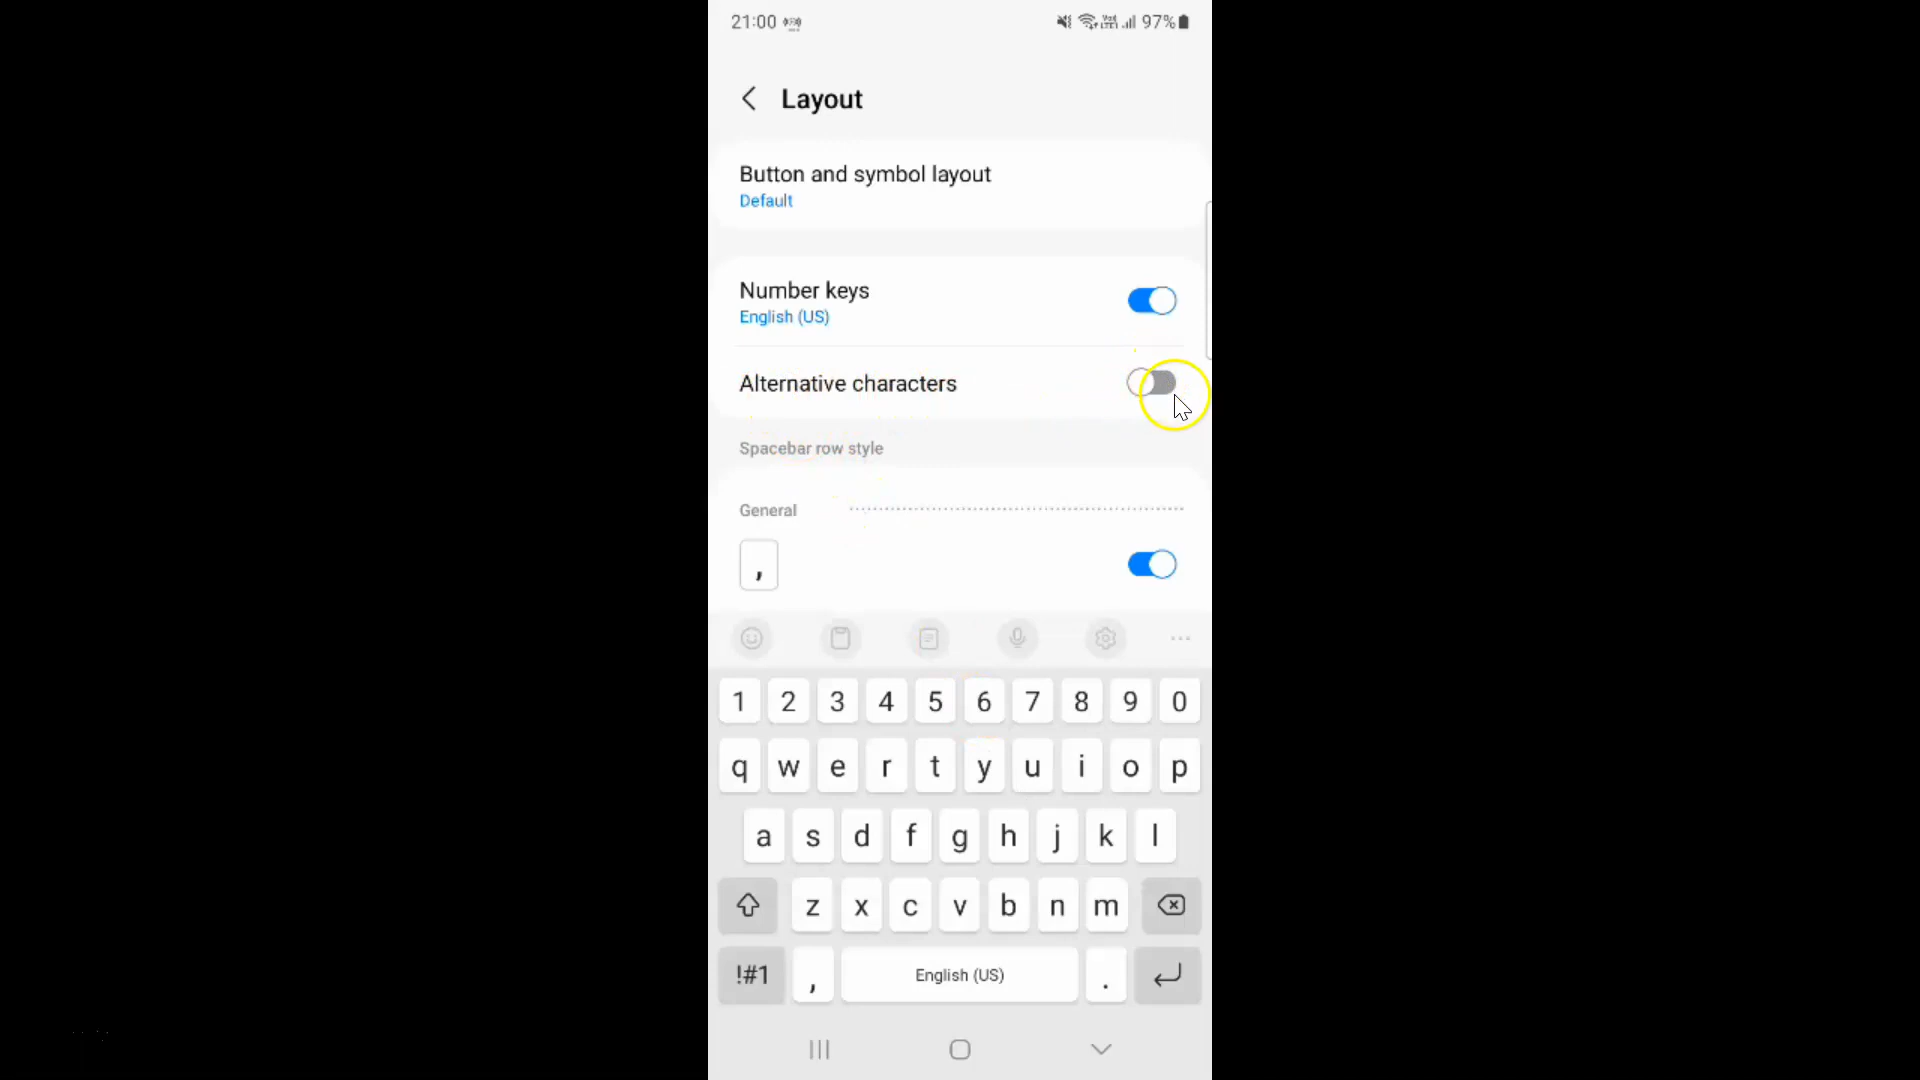 21:00 97%
Layout
Button and symbol layout
Default
Number keys
English (US)
Alternative characters
Spacebar row style
General
,
1 2 3 4 5 6 7 8 9 0
q w e r t y u i o p
a s d f g h j k l
z x c v b n m
!#1 , English (US) .